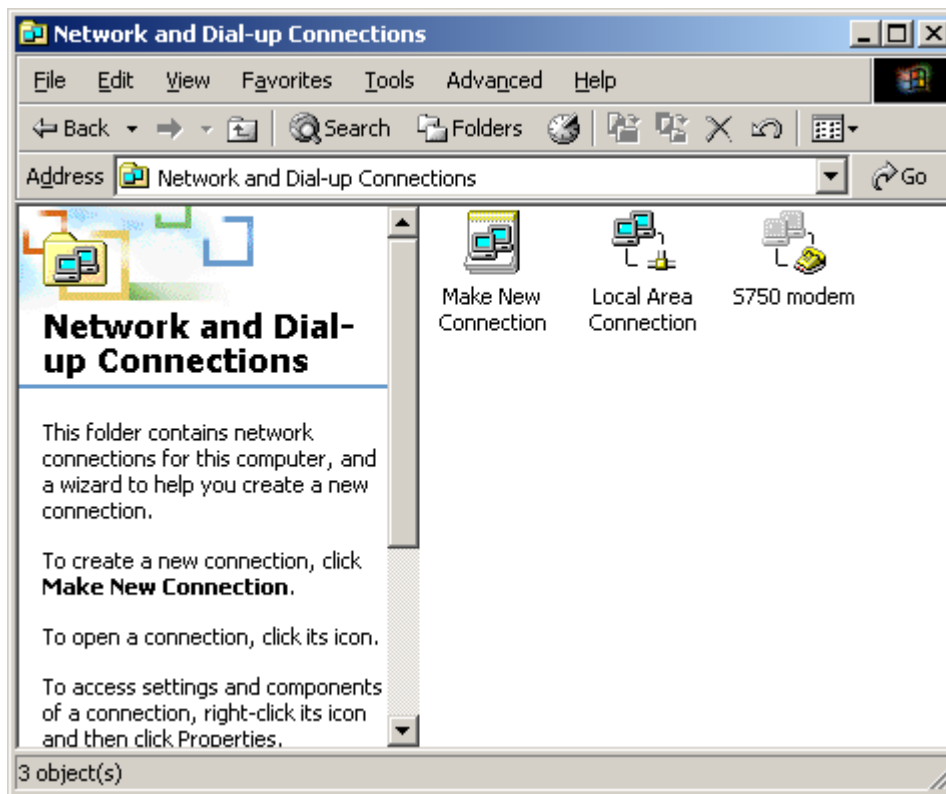 Network and Dial-up Connections
File Edit View Favorites Tools Advanced Help
Back Search Folders
Address Network and Dial-up Connections Go
Network and Dial-
up Connections
This folder contains network
connections for this computer, and
a wizard to help you create a new
connection.
To create a new connection, click
Make New Connection.
To open a connection, click its icon.
To access settings and components
of a connection, right-click its icon
and then click Properties.
Make New
Connection
Local Area
Connection
S750 modem
3 object(s)